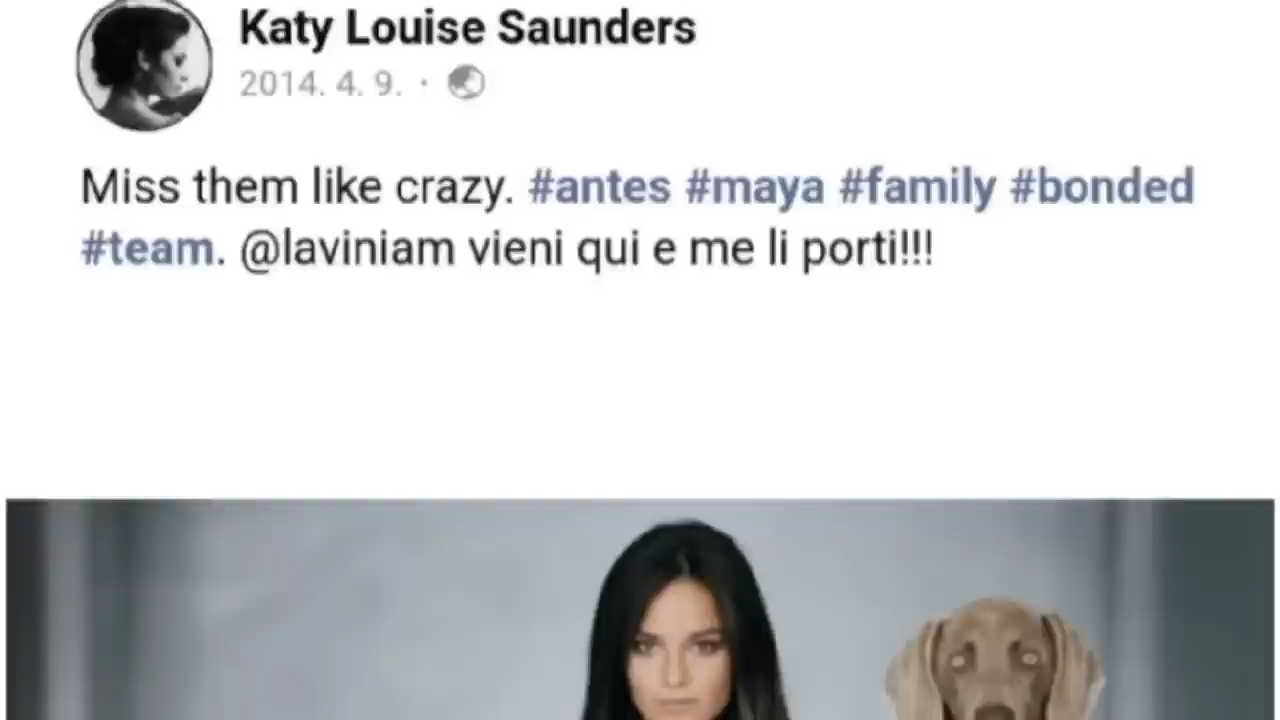 Katy Louise Saunders
2014. 4. 9. ·
Miss them like crazy. #antes #maya #family #bonded
#team. @laviniam vieni qui e me li porti!!!